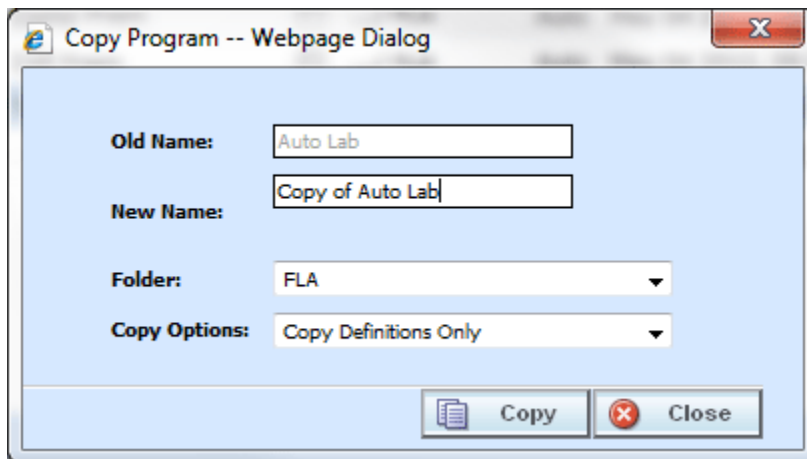 Copy Program -- Webpage Dialog
Old Name: Auto Lab
New Name: Copy of Auto Lab
Folder: FLA
Copy Options: Copy Definitions Only
Copy Close